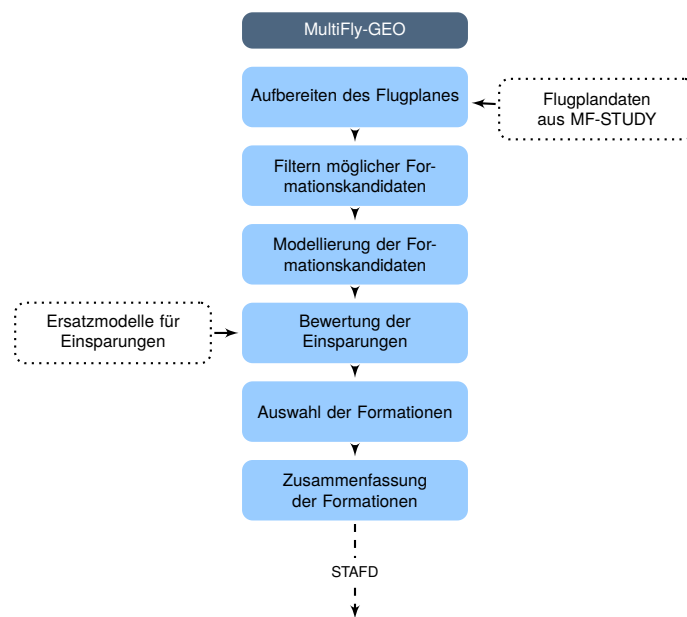 MultiFly-GEO
Aufbereiten des Flugplanes
Flugplandaten
aus MF-STUDY
Filtern möglicher For-
mationskandidaten
Modellierung der For-
mationskandidaten
Ersatzmodelle für
Einsparungen
Bewertung der
Einsparungen
Auswahl der Formationen
Zusammenfassung
der Formationen
STAFD